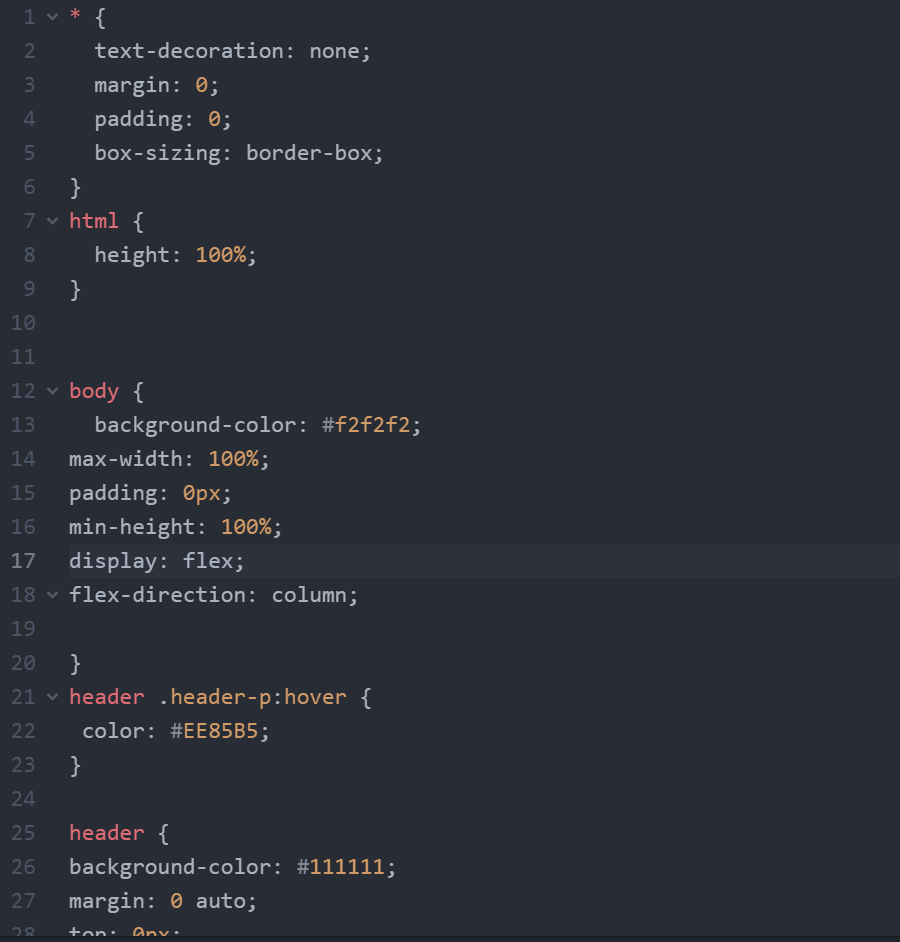 1 * {
2 text-decoration: none;
3 margin: 0;
4 padding: 0;
5 box-sizing: border-box;
6 }
7 html {
8 height: 100%;
9 }
10
11
12 body {
13 background-color: #f2f2f2;
14 max-width: 100%;
15 padding: 0px;
16 min-height: 100%;
17 display: flex;
18 flex-direction: column;
19
20 }
21 header .header-p:hover {
22 color: #EE85B5;
23 }
24
25 header {
26 background-color: #111111;
27 margin: 0 auto;
28 top: 0px;